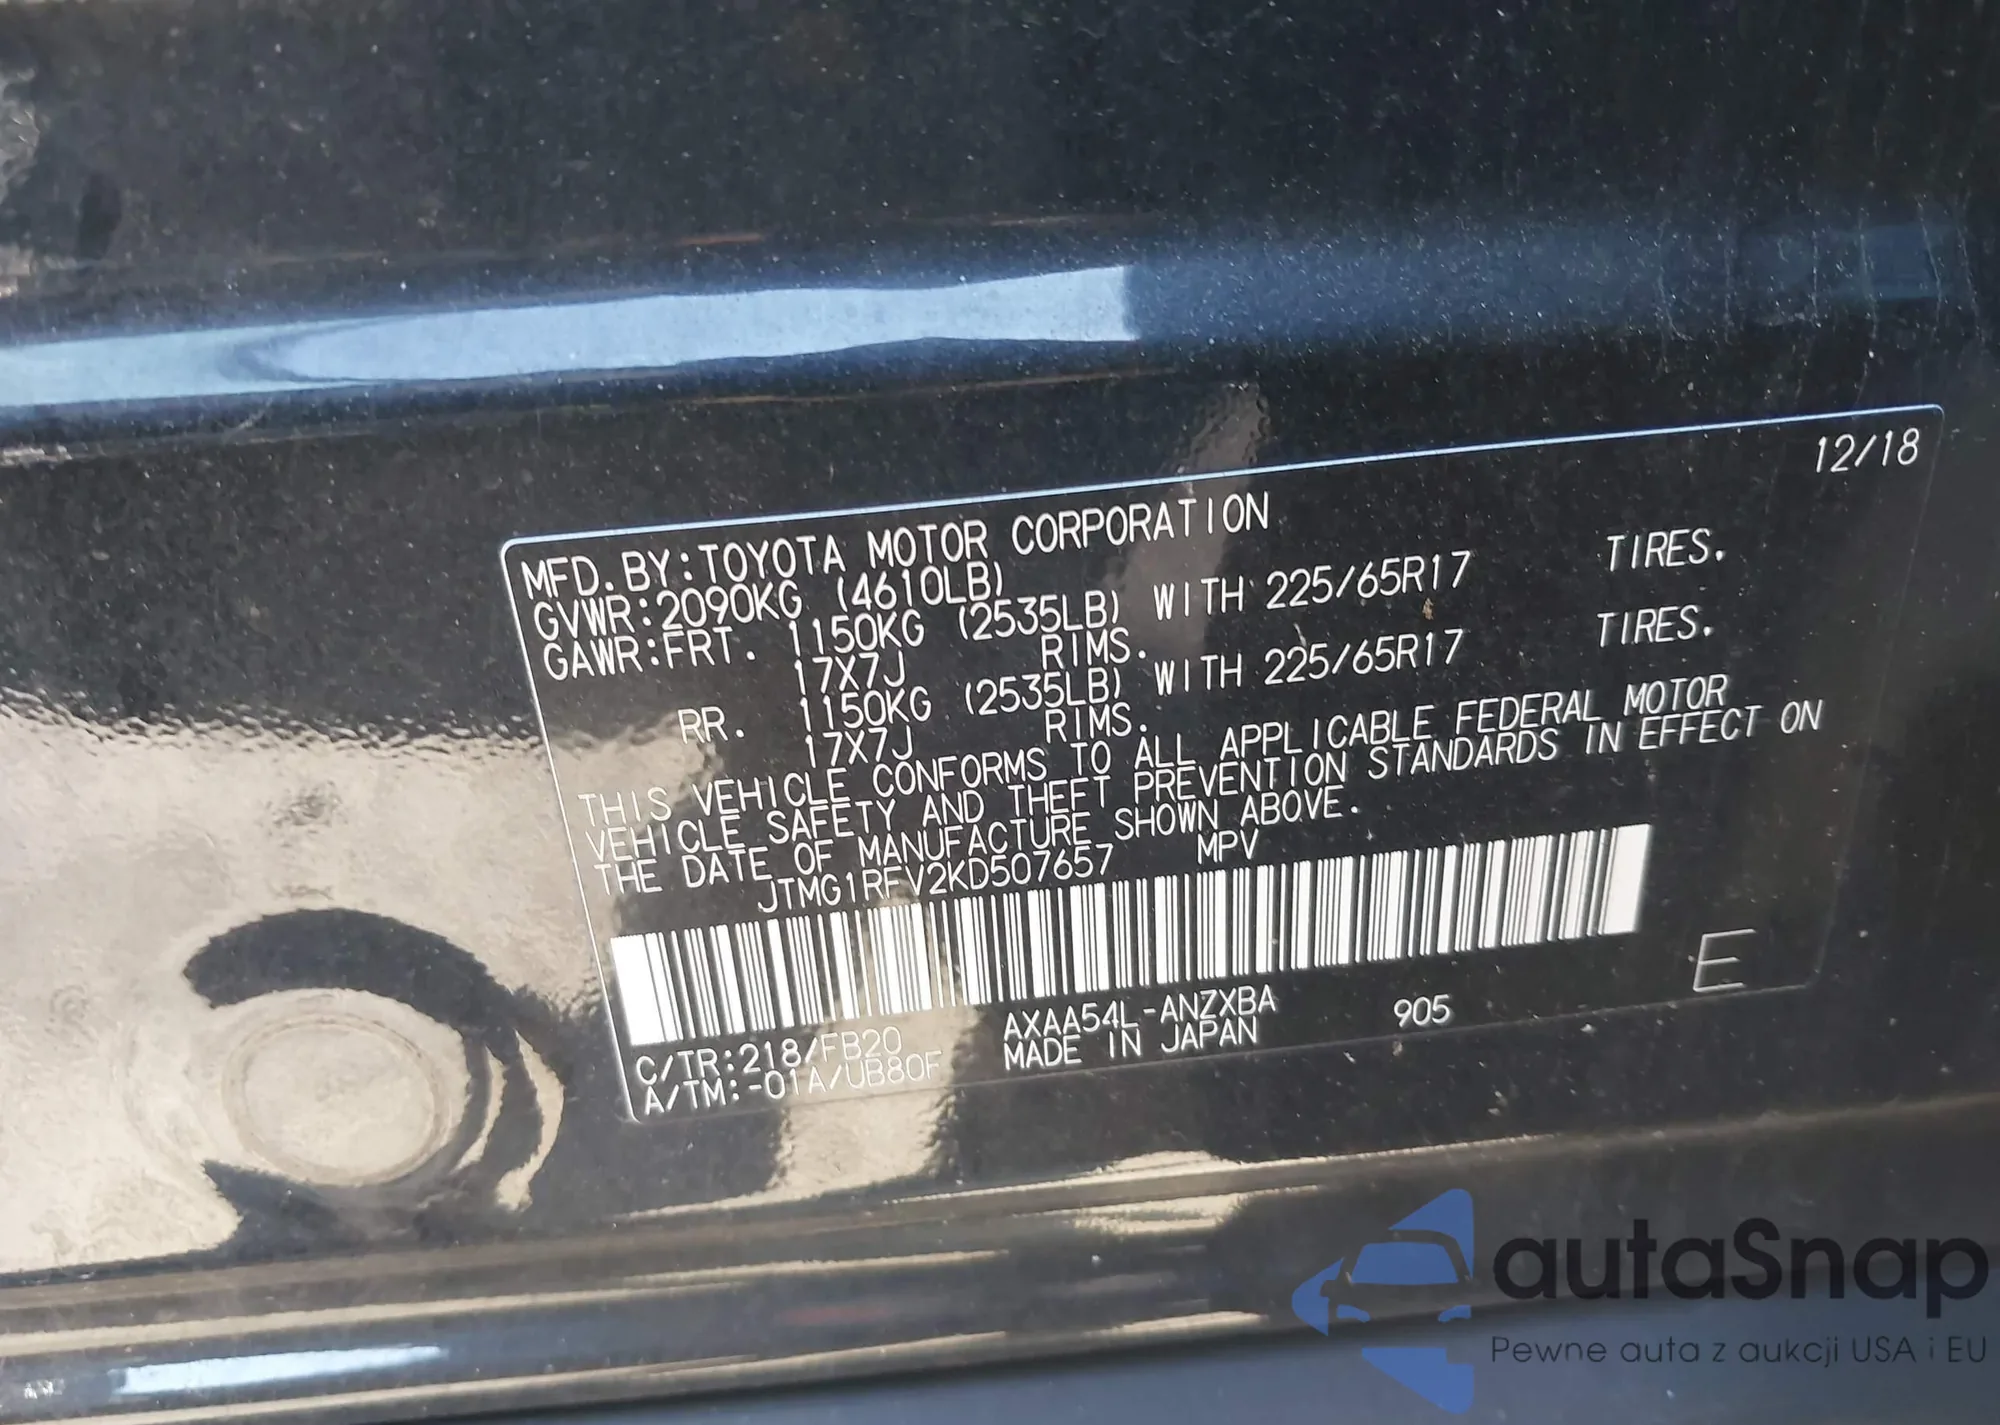 12/18
MFD.BY:TOYOTA MOTOR CORPORATION
GVWR:2090KG (4610LB)
GAWR:FRT. 1150KG (2535LB) WITH 225/65R17 TIRES.
17X7J RIMS.
RR. 1150KG (2535LB) WITH 225/65R17 TIRES.
17X7J RIMS.
THIS VEHICLE CONFORMS TO ALL APPLICABLE FEDERAL MOTOR
VEHICLE SAFETY AND THEFT PREVENTION STANDARDS IN EFFECT ON
THE DATE OF MANUFACTURE SHOWN ABOVE.
JTMG1RFV2KD507657 MPV
E
C/TR:218/FB20 AXAA54L-ANZXBA 905
A/TM:-01A/UB80F MADE IN JAPAN
autaSnap
Pewne auta z aukcji USA i EU